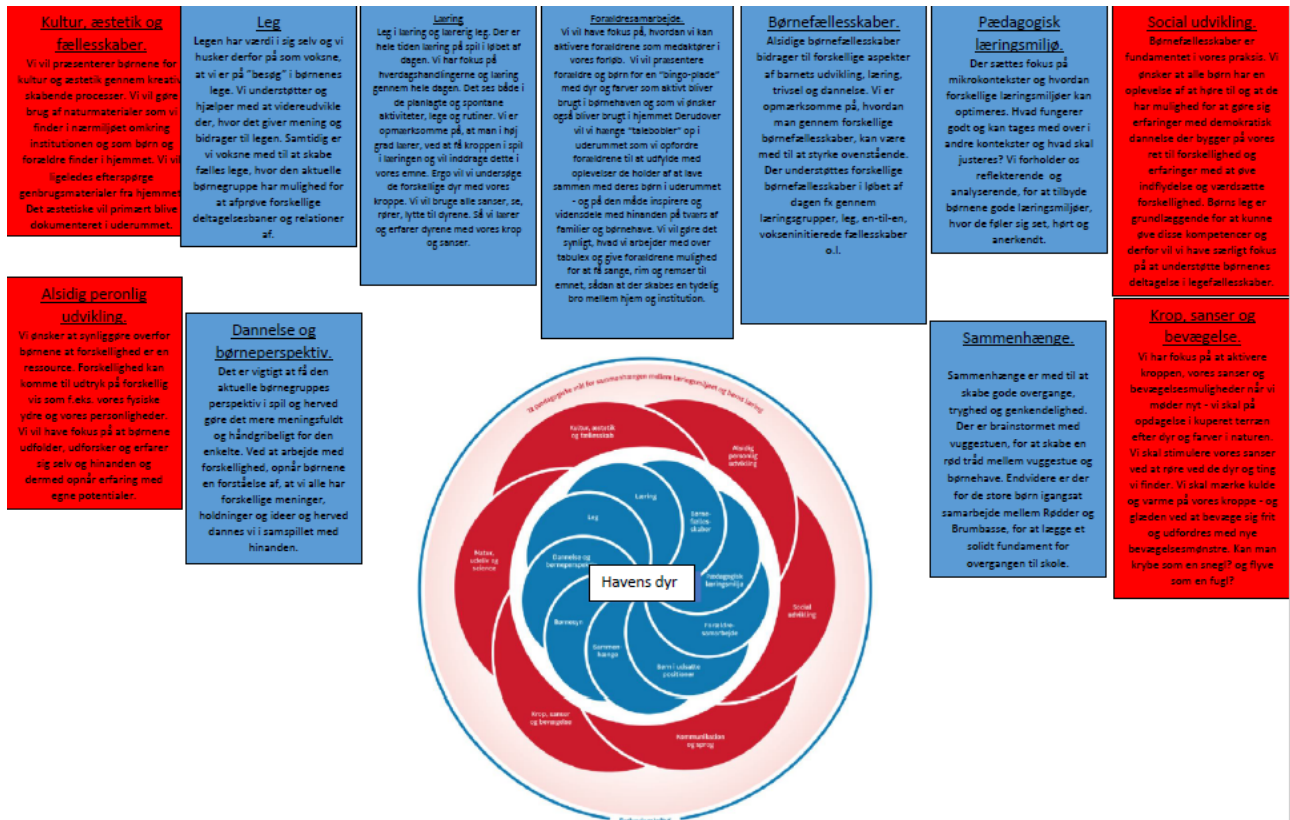 Kultur, æstetik og
fællesskaber.
Vi vil præsenterer børnene for
kultur og æstetik gennem kreativ
skabende processer. Vi vil gøre
brug af naturmaterialer som vi
finder i nærmiljøet omkring
institutionen og som børn og
forældre finder i hjemmet. Vi vil
ligeledes efterspørge
genbrugsmaterialer fra hjemmet
Det æstetiske vil primært blive
dokumenteret i uderummet.
Leg
Legen har værdi i sig selv og vi
husker derfor på som voksne,
at vi er på "besøg" i børnenes
lege. Vi understøtter og
hjælper med at videreudvikle
der, hvor det giver mening og
bidrager til legen. Samtidig er
vi voksne med til at skabe
fælles lege, hvor den aktuelle
børnegruppe har mulighed for
at afprøve forskellige
deltagelsesbaner og relationer
af.
Læring
Leg i læring og lærerig leg. Der er
hele tiden læring på spil i løbet af
dagen. Vi har fokus på
hverdagshandlingerne og læring
gennem hele dagen. Det ses både i
de planlagte og spontane
aktiviteter, lege og rutiner. Vi er
opmærksomme på, at man i høj
grad lærer, ved at få kroppen i spil
i læringen og vil inddrage dette i
vores emne. Ergo vil vi undersøge
de forskellige dyr med vores
kroppe. Vi vil bruge alle sanser, se,
rører, lytte til dyrene. Så vi lærer
og erfarer dyrene med vores krop
og sanser.
Forældresamarbejde.
Vi vil have fokus på, hvordan vi kan
aktivere forældrene som medaktører i
vores forløb. Vi vil præsentere
forældre og børn for en "bingo-plade"
med dyr og farver som aktivt bliver
brugt i børnehaven og som vi ønsker
også bliver brugt i hjemmet Derudover
vil vi hænge "talebobler" op i
uderummet som vi opfordre
forældrene til at udfylde med
oplevelser de holder af at lave
sammen med deres børn i uderummet
- og på den måde inspirere og
vidensdele med hinanden på tværs af
familier og børnehave. Vi vil gøre det
synligt, hvad vi arbejder med over
tabulex og give forældrene mulighed
for at få sange, rim og remser til
emnet, sådan at der skabes en tydelig
bro mellem hjem og institution.
Børnefællesskaber.
Alsidige børnefællesskaber
bidrager til forskellige aspekter
af barnets udvikling, læring,
trivsel og dannelse. Vi er
opmærksomme på, hvordan
man gennem forskellige
børnefællesskaber, kan være
med til at styrke ovenstående.
Der understøttes forskellige
børnefællesskaber i løbet af
dagen fx gennem
læringsgrupper, leg, en-til-en,
vokseninitierede fællesskaber
o.l.
Pædagogisk
læringsmiljø.
Der sættes fokus på
mikrokontekster og hvordan
forskellige læringsmiljøer kan
optimeres. Hvad fungerer
godt og kan tages med over i
andre kontekster og hvad skal
justeres? Vi forholder os
reflekterende og
analyserende, for at tilbyde
børnene gode læringsmiljøer,
hvor de føler sig set, hørt og
anerkendt.
Social udvikling.
Børnefællesskaber er
fundamentet i vores praksis. Vi
ønsker at alle børn har en
oplevelse af at høre til og at de
har mulighed for at gøre sig
erfaringer med demokratisk
dannelse der bygger på vores
ret til forskellighed og
erfaringer med at øve
indflydelse og værdsætte
forskellighed. Børns leg er
grundlæggende for at kunne
øve disse kompetencer og
derfor vil vi have særligt fokus
på at understøtte børnenes
deltagelse i legefællesskaber.
Alsidig peronlig
udvikling.
Vi ønsker at synliggøre overfor
børnene at forskellighed er en
ressource. Forskellighed kan
komme til udtryk på forskellig
vis som f.eks. vores fysiske
ydre og vores personligheder.
Vi vil have fokus på at børnene
udfolder, udforsker og erfarer
sig selv og hinanden og
dermed opnår erfaring med
egne potentialer.
Dannelse og
børneperspektiv.
Det er vigtigt at få den
aktuelle børnegruppes
perspektiv i spil og herved
gøre det mere meningsfuldt
og håndgribeligt for den
enkelte. Ved at arbejde med
forskellighed, opnår børnene
en forståelse af, at vi alle har
forskellige meninger,
holdninger og ideer og herved
dannes vi i samspillet med
hinanden.
Sammenhænge.
Sammenhænge er med til at
skabe gode overgange,
tryghed og genkendelighed.
Der er brainstormet med
vuggestuen, for at skabe en
rød tråd mellem vuggestue og
børnehave. Endvidere er der
for de store børn igangsat
samarbejde mellem Rødder og
Brumbasse, for at lægge et
solidt fundament for
overgangen til skole.
Krop, sanser og
bevægelse.
Vi har fokus på at aktivere
kroppen, vores sanser og
bevægelsesmuligheder når vi
møder nyt - vi skal på
opdagelse i kuperet terræn
efter dyr og farver i naturen.
Vi skal stimulere vores sanser
ved at røre ved de dyr og ting
vi finder. Vi skal mærke kulde
og varme på vores kroppe - og
glæden ved at bevæge sig frit
og udfordres med nye
bevægelsesmønstre. Kan man
krybe som en snegl? og flyve
som en fugl?
pædagogiske mål for sammenhængen mellem læringsmiljøet og børns læring
Kultur, æstetik
og fællesskab
Alsidig
personlig
udvikling
Læring
Leg
Børne-
fælles-
skaber
Natur,
udeliv og
science
Dannelse og
børneperspektiv
Havens dyr
Pædagogisk
læringsmiljø
Social
udvikling
Børnesyn
Forældre-
samarbejde
Sammen-
hænge
Børn i udsatte
positioner
Krop, sanser
og bevægelse
Kommunikation
og sprog